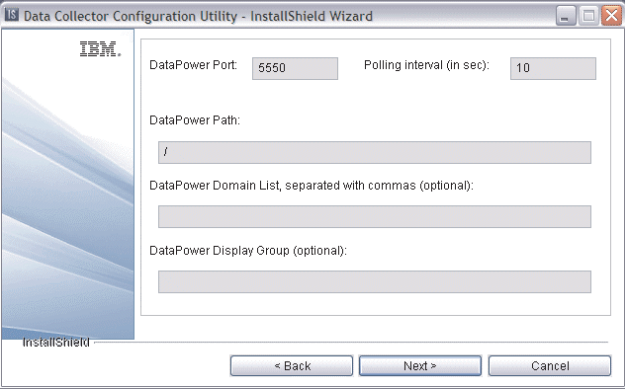 IS Data Collector Configuration Utility - InstallShield Wizard
IBM.
DataPower Port: 5550 Polling interval (in sec): 10
DataPower Path:
/
DataPower Domain List, separated with commas (optional):
DataPower Display Group (optional):
InstallShield
< Back Next > Cancel